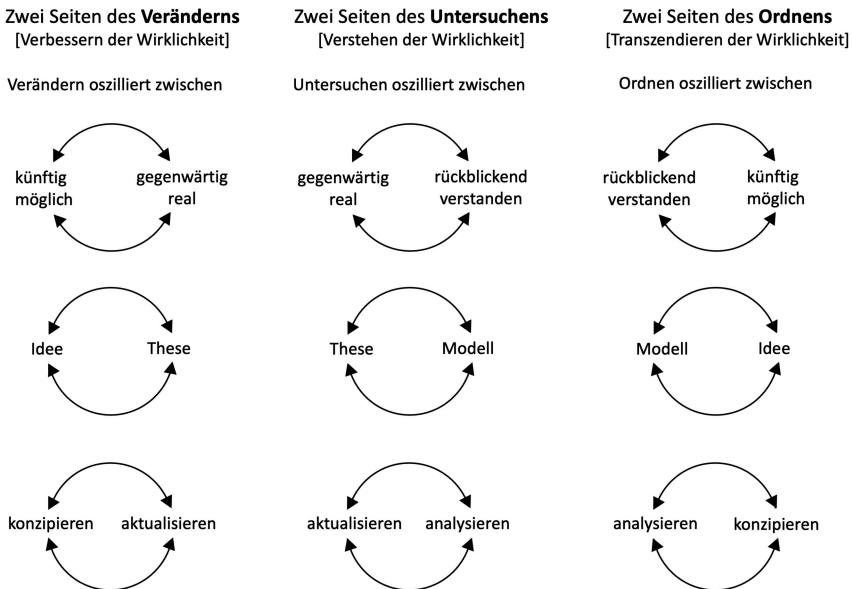 Zwei Seiten des Veränderns
[Verbessern der Wirklichkeit]
Verändern oszilliert zwischen
künftig
möglich
gegenwärtig
real
Idee
These
konzipieren
aktualisieren
Zwei Seiten des Untersuchens
[Verstehen der Wirklichkeit]
Untersuchen oszilliert zwischen
gegenwärtig
real
rückblickend
verstanden
These
Modell
aktualisieren
analysieren
Zwei Seiten des Ordnens
[Transzendieren der Wirklichkeit]
Ordnen oszilliert zwischen
rückblickend
verstanden
künftig
möglich
Modell
Idee
analysieren
konzipieren